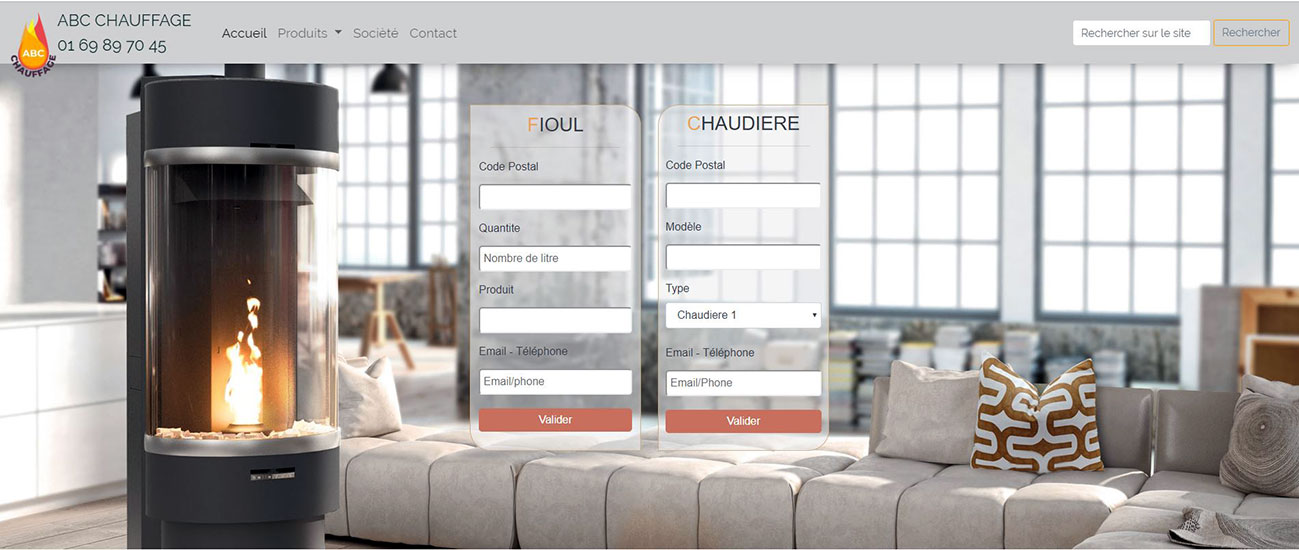 ABC CHAUFFAGE
01 69 89 70 45
ABC
CHAUFFAGE
Accueil Produits Société Contact
Rechercher sur le site Rechercher
FIOUL
Code Postal
Quantite
Nombre de litre
Produit
Email - Téléphone
Email/phone
Valider
CHAUDIERE
Code Postal
Modèle
Type
Chaudiere 1
Email - Téléphone
Email/Phone
Valider